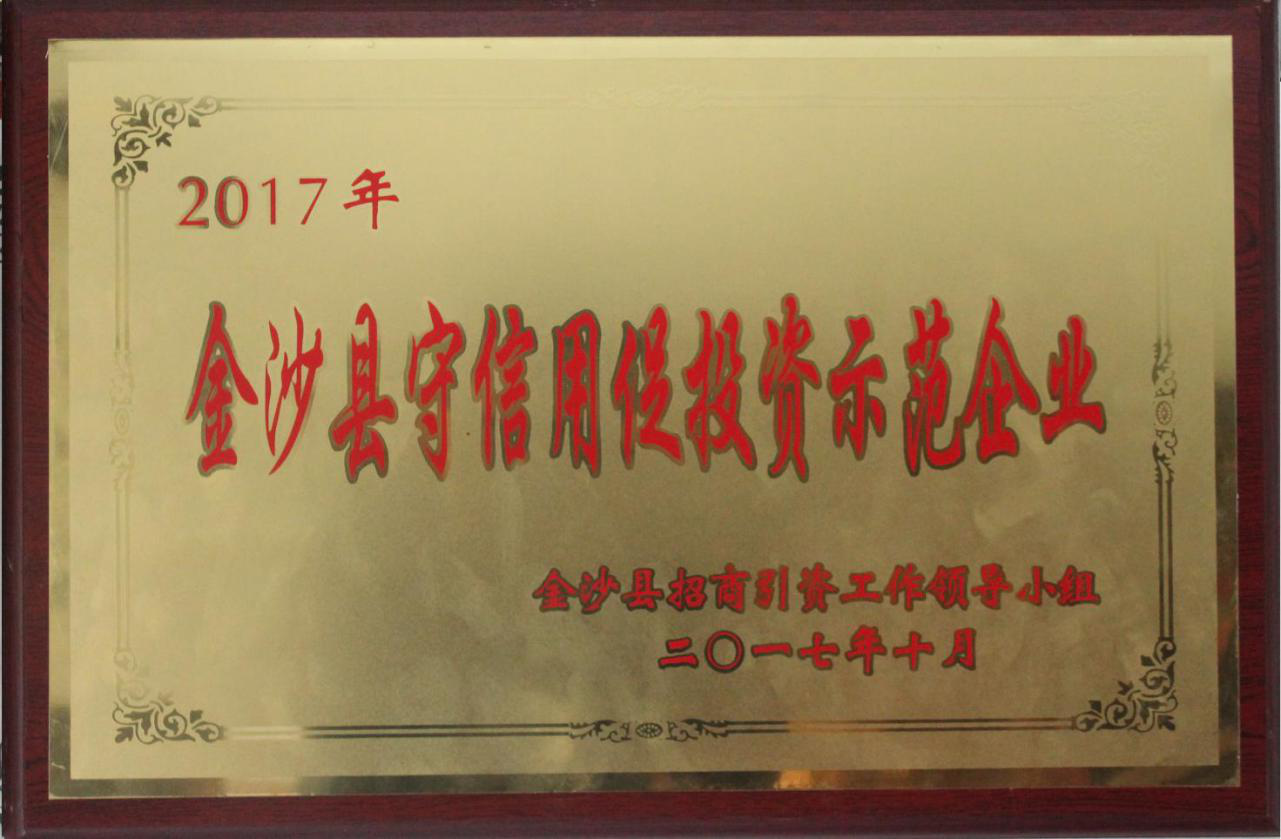 2017年
金沙县守信用促投资示范企业
金沙县招商引资工作领导小组
二〇一七年十月